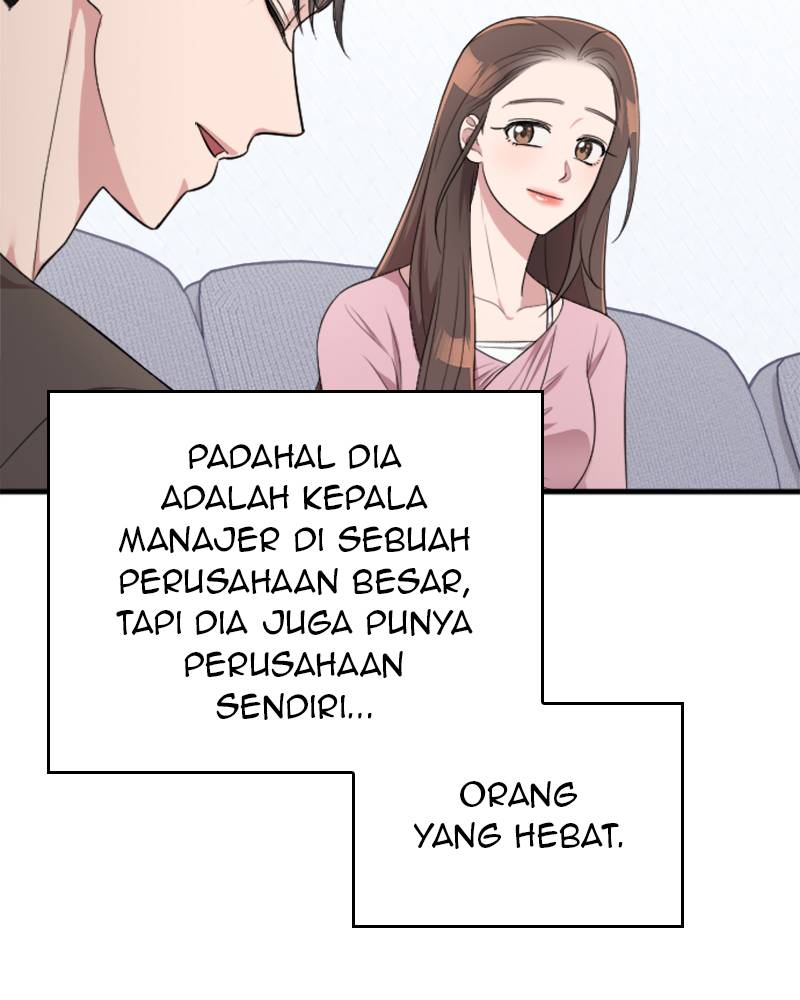 PADAHAL DIA
ADALAH KEPALA
MANAJER DI SEBUAH
PERUSAHAAN BESAR,
TAPI DIA JUGA PUNYA
PERUSAHAAN
SENDIRI...
ORANG
YANG HEBAT.